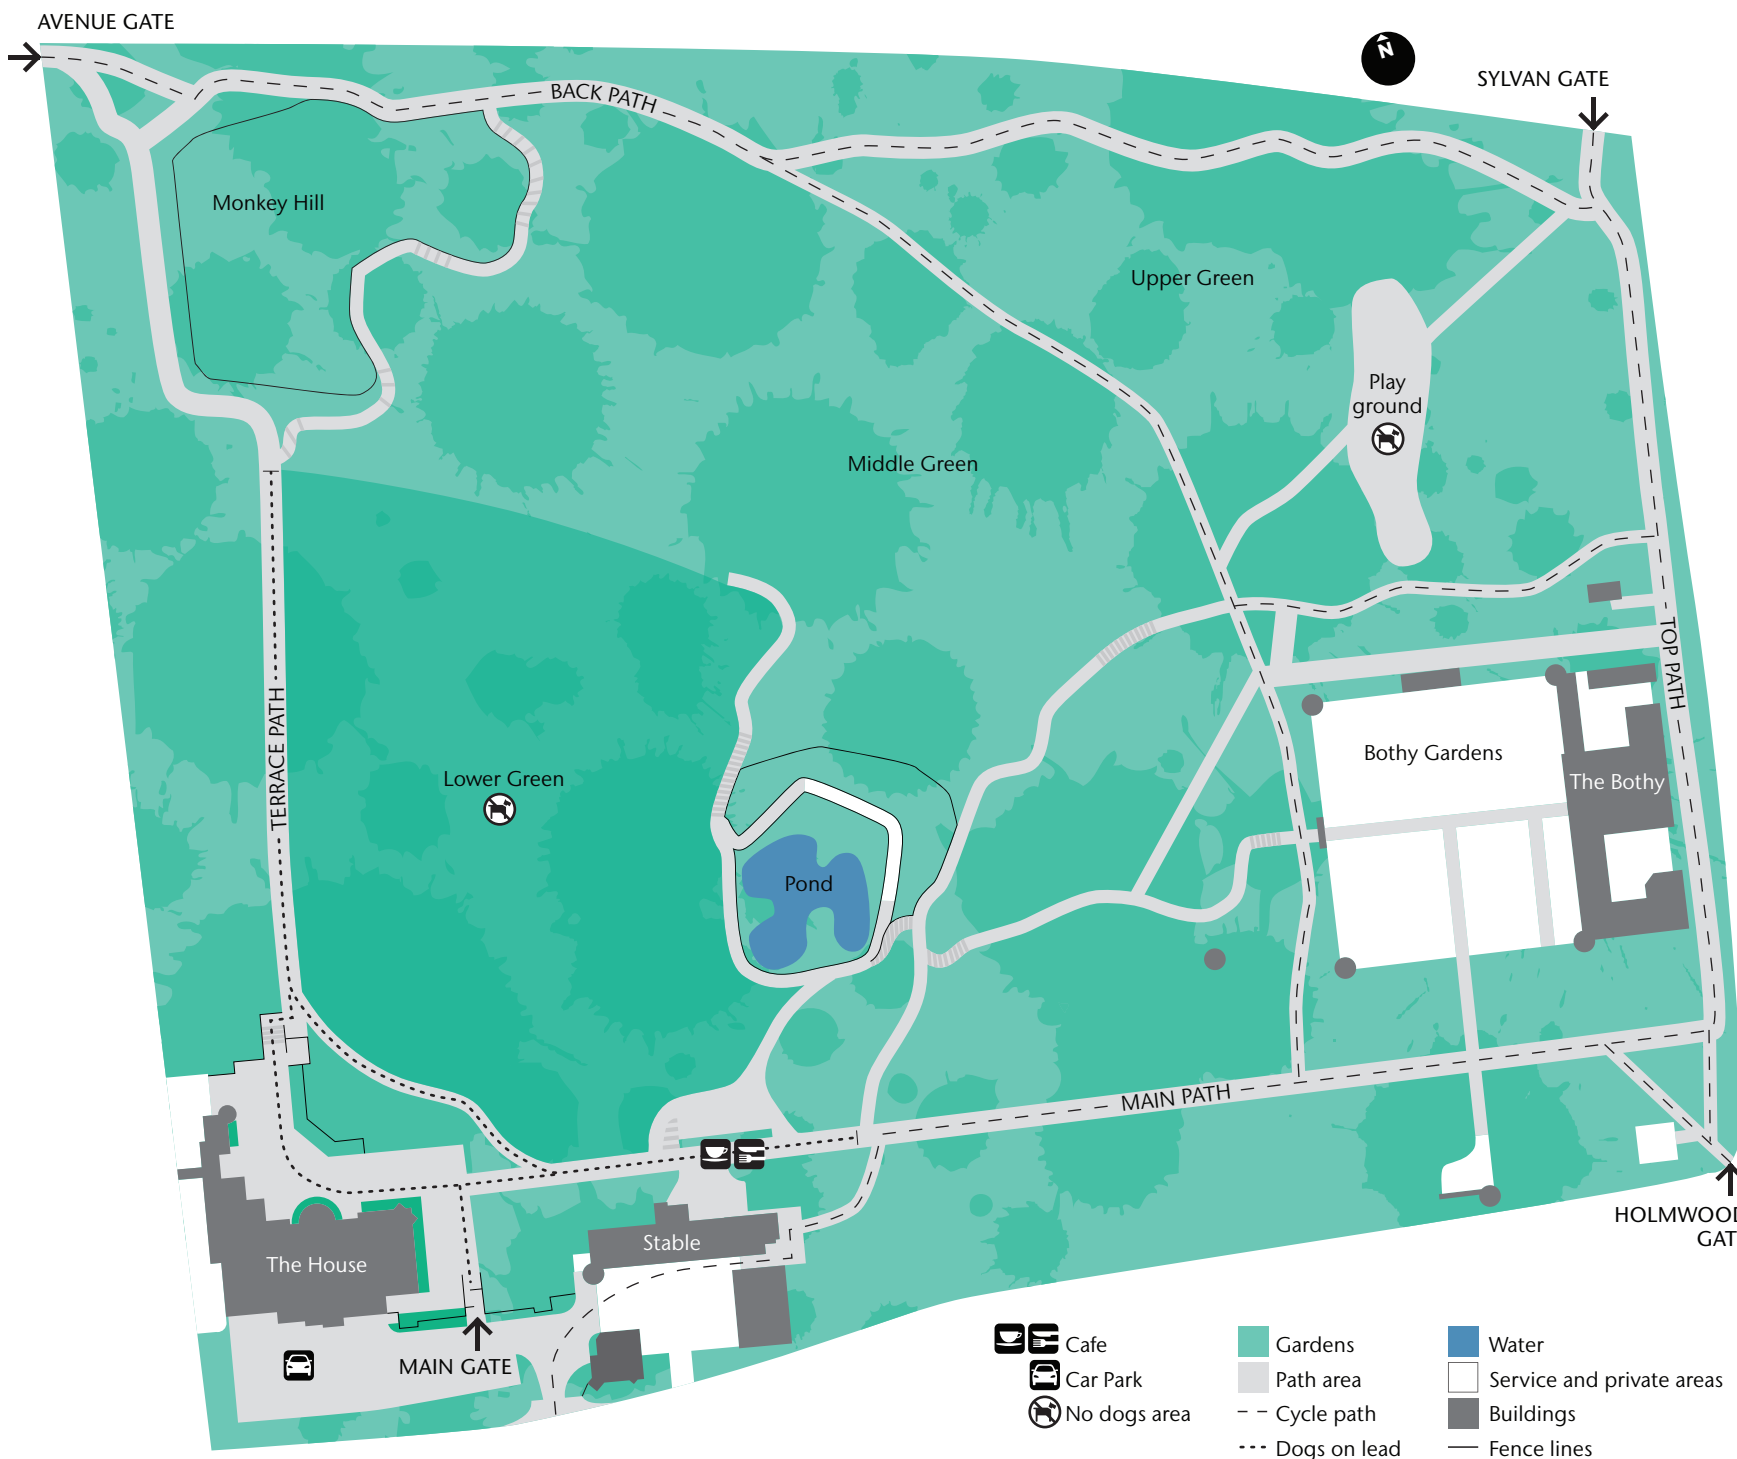 AVENUE GATE
N
SYLVAN GATE
BACK PATH
Monkey Hill
Upper Green
Play
ground
Middle Green
TOP PATH
TERRACE PATH
Lower Green
Bothy Gardens
The Bothy
Pond
MAIN PATH
HOLMWOOD
GAT
Stable
The House
MAIN GATE
Cafe
Car Park
No dogs area
Gardens
Path area
Cycle path
Dogs on lead
Water
Service and private areas
Buildings
Fence lines